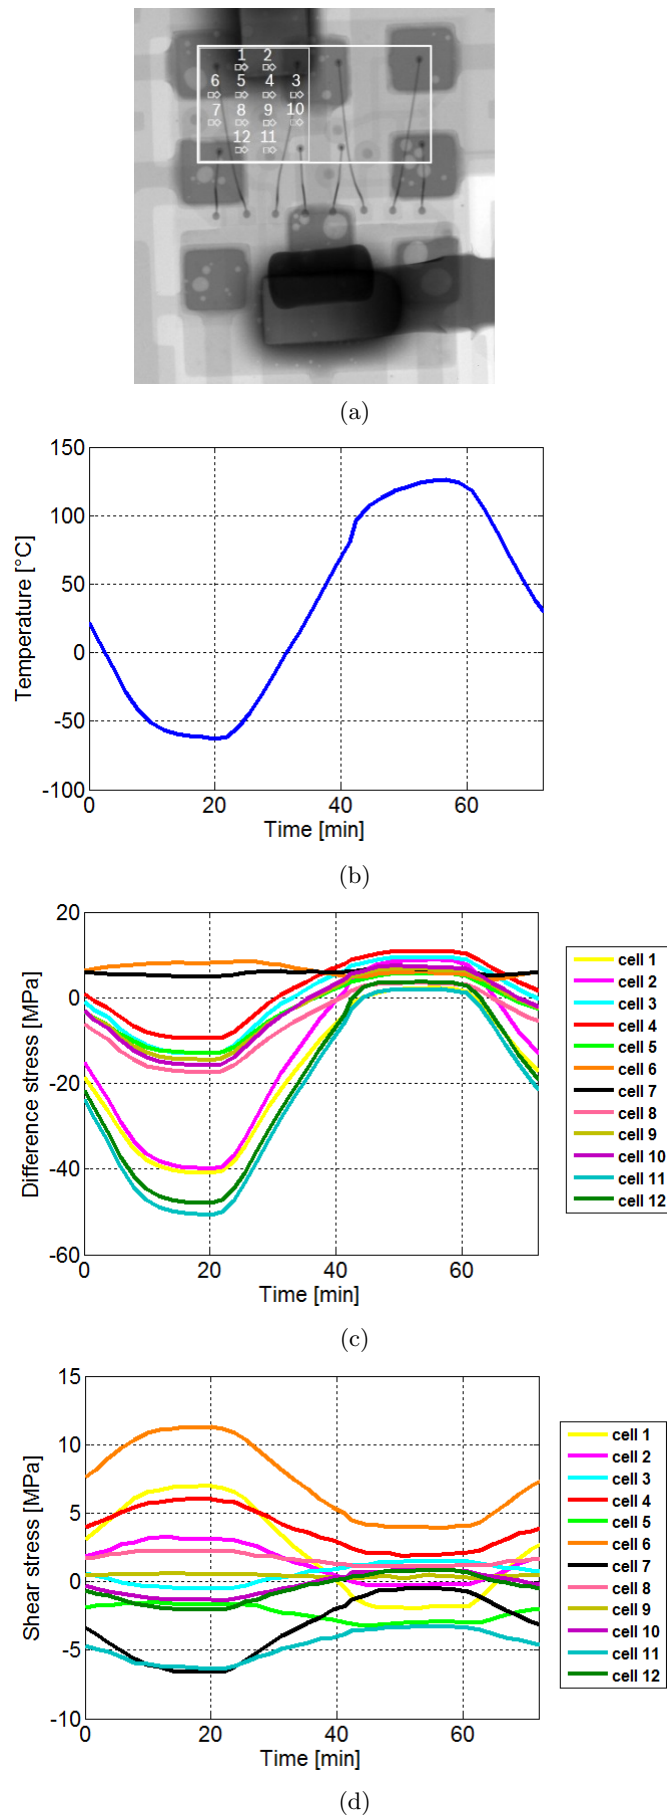 1 2
6 5 4 3
7 8 9 10
12 11
(a)
150
100
50
0
-50
-100
Temperature [°C]
0 20 40 60
Time [min]
(b)
20
0
-20
-40
-60
Difference stress [MPa]
0 20 40 60
Time [min]
cell 1
cell 2
cell 3
cell 4
cell 5
cell 6
cell 7
cell 8
cell 9
cell 10
cell 11
cell 12
(c)
15
10
5
0
-5
-10
Shear stress [MPa]
0 20 40 60
Time [min]
cell 1
cell 2
cell 3
cell 4
cell 5
cell 6
cell 7
cell 8
cell 9
cell 10
cell 11
cell 12
(d)